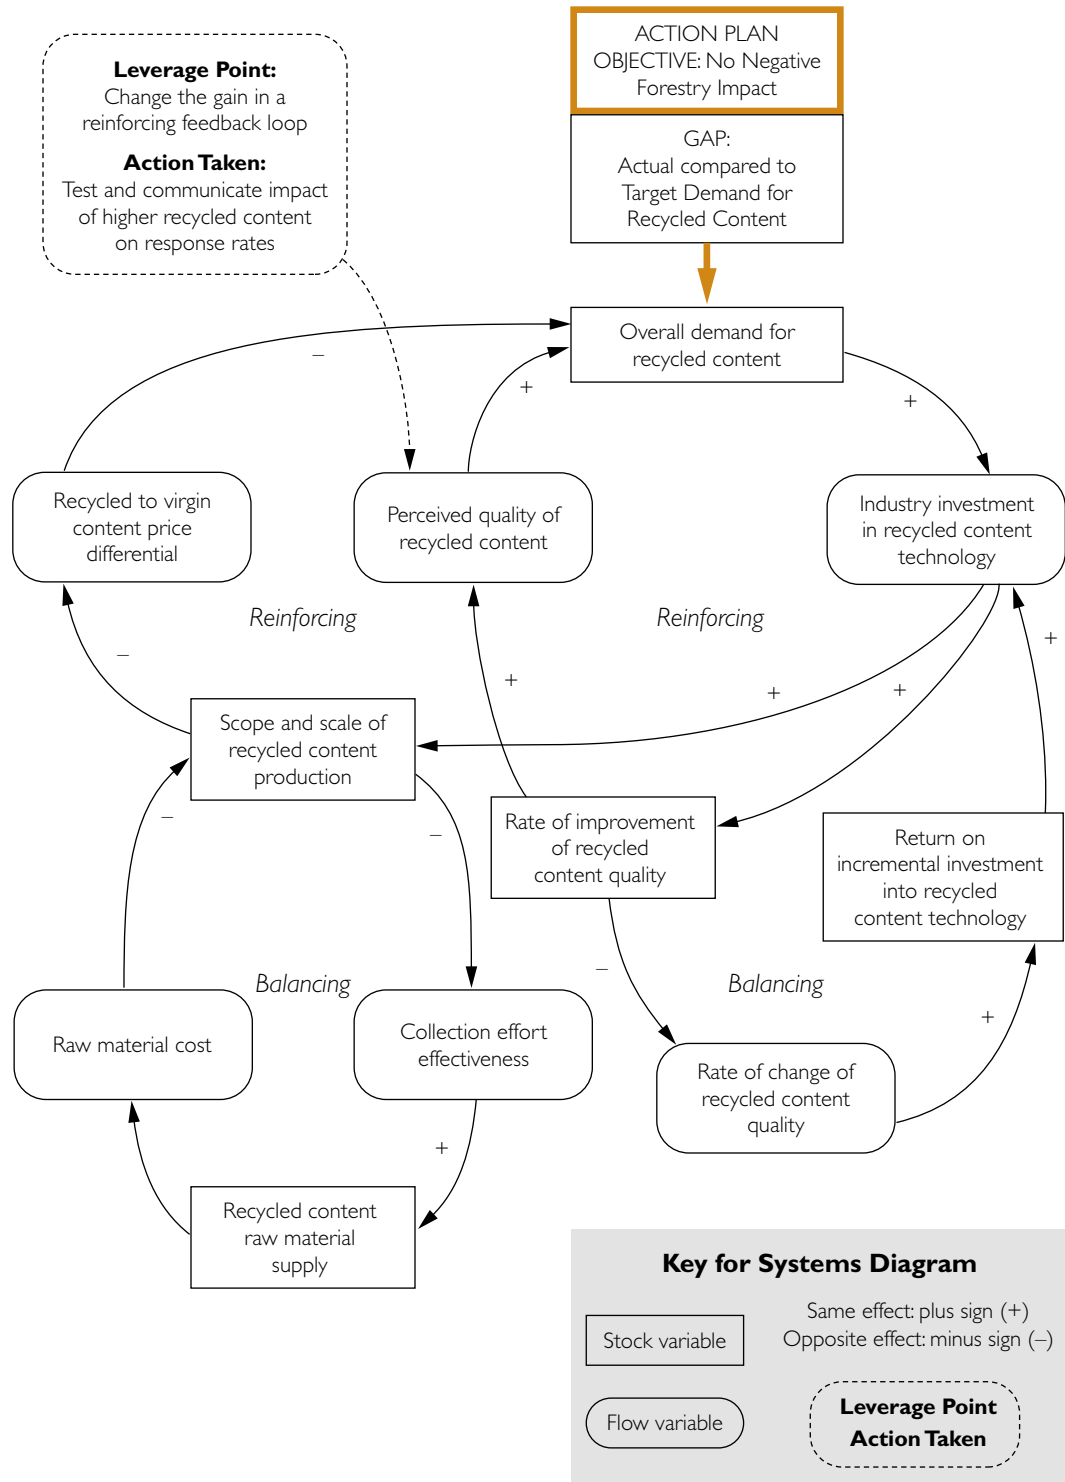 Leverage Point:
Change the gain in a
reinforcing feedback loop
Action Taken:
Test and communicate impact
of higher recycled content
on response rates
ACTION PLAN
OBJECTIVE: No Negative
Forestry Impact
GAP:
Actual compared to
Target Demand for
Recycled Content
Overall demand for
recycled content
–
+
+
Recycled to virgin
content price
differential
Perceived quality of
recycled content
Industry investment
in recycled content
technology
Reinforcing
Reinforcing
–
+
+
+
+
Scope and scale of
recycled content
production
Rate of improvement
of recycled
content quality
Return on
incremental investment
into recycled
content technology
–
–
–
+
Balancing
Balancing
Raw material cost
Collection effort
effectiveness
Rate of change of
recycled content
quality
+
Recycled content
raw material
supply
Key for Systems Diagram
Stock variable
Same effect: plus sign (+)
Opposite effect: minus sign (–)
Flow variable
Leverage Point
Action Taken